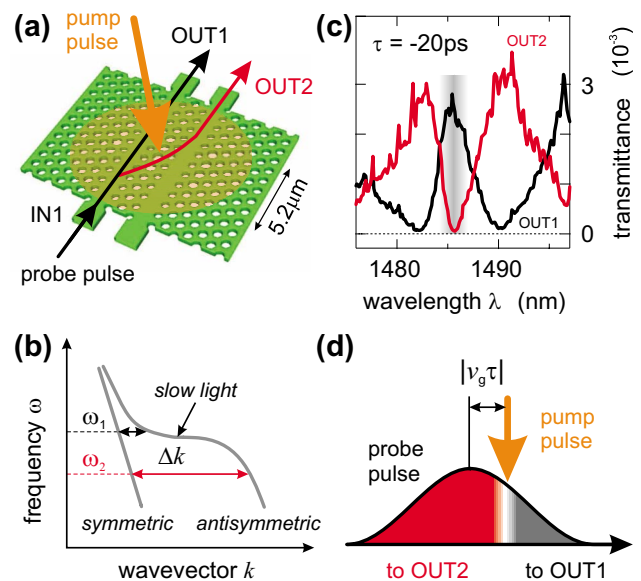 (a)
pump
pulse
OUT1
OUT2
IN1
5.2μm
probe pulse
(b)
frequency ω
ω1
ω2
slow light
Δk
symmetric
antisymmetric
wavevector k
(c)
τ = -20ps
OUT2
OUT1
3
0
transmittance (10⁻³)
1480
1490
wavelength λ (nm)
(d)
|vgτ|
probe
pulse
pump
pulse
to OUT2
to OUT1